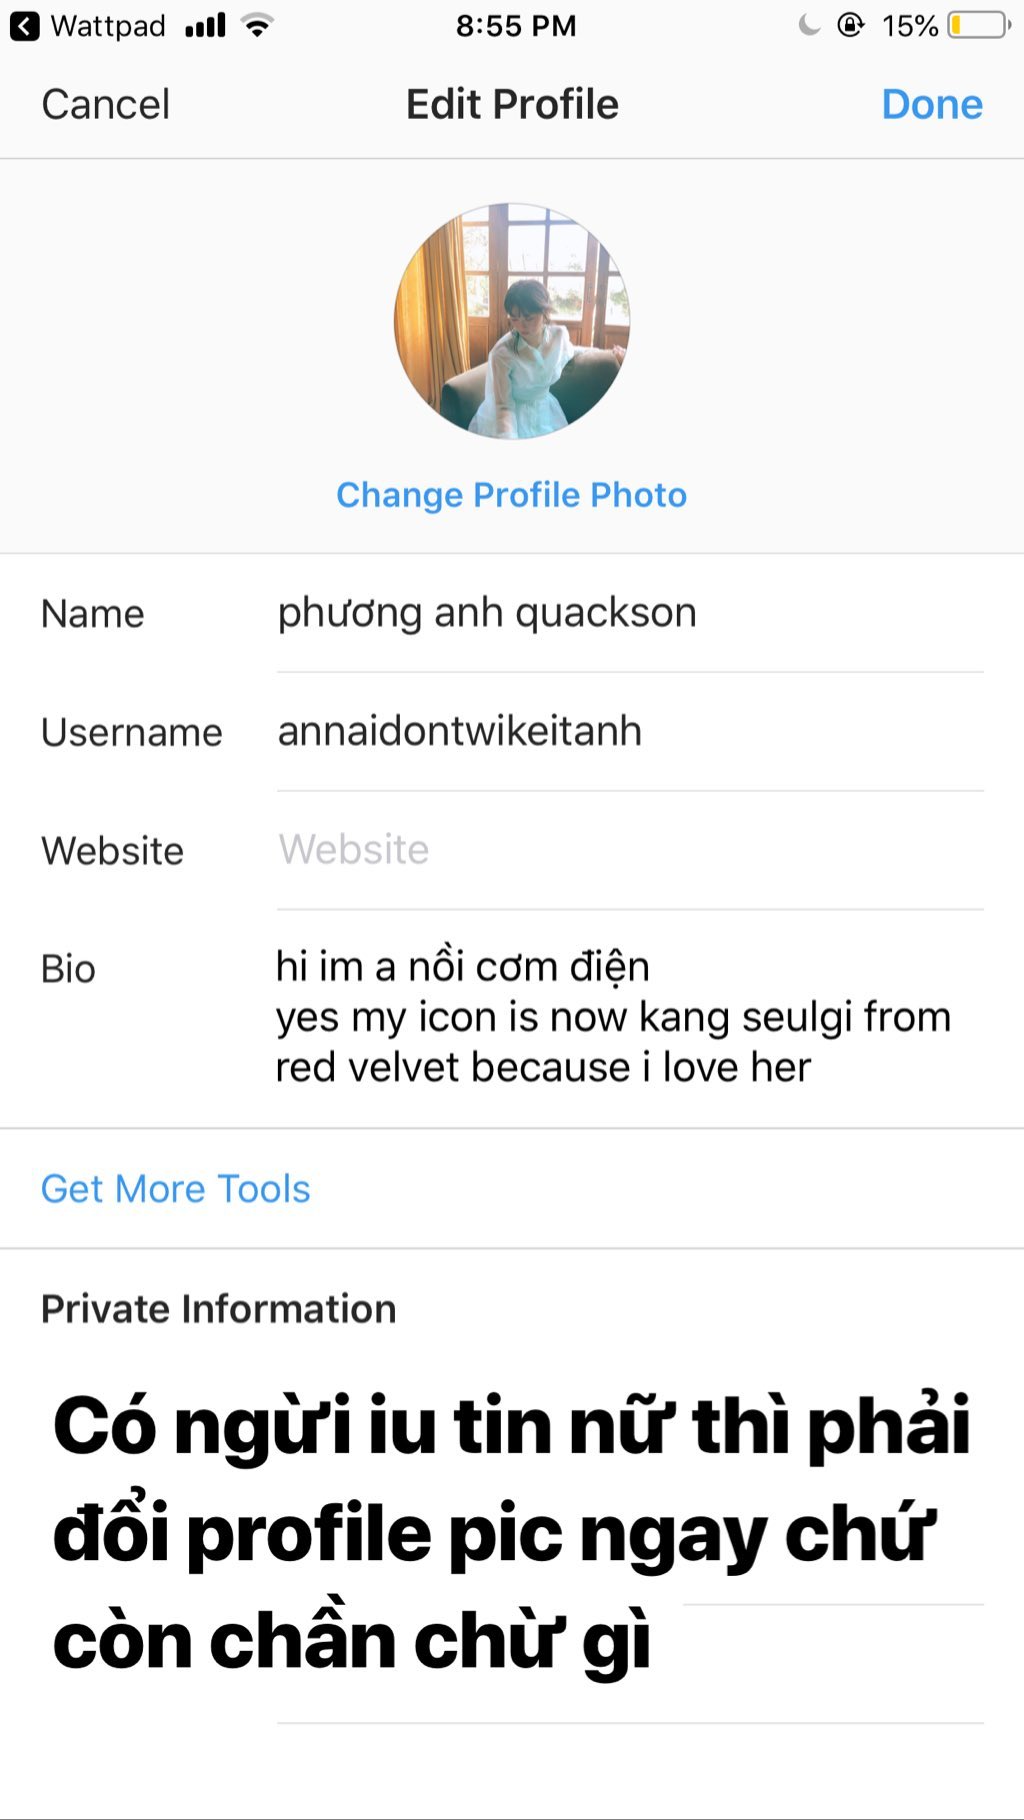 Wattpad 8:55 PM 15%
Cancel Edit Profile Done
Change Profile Photo
Name phương anh quackson
Username annaidontwikeitanh
Website Website
Bio hi im a nồi cơm điện
yes my icon is now kang seulgi from
red velvet because i love her
Get More Tools
Private Information
Có ngừi iu tin nữ thì phải
đổi profile pic ngay chứ
còn chần chừ gì